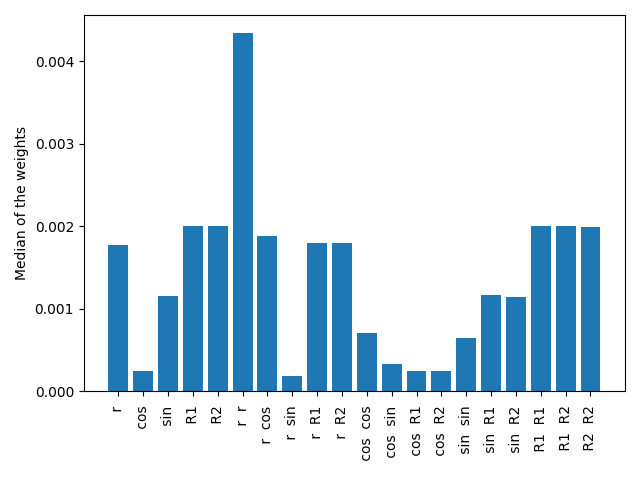 0.004
0.003
0.002
0.001
0.000
Median of the weights
r
cos
sin
R1
R2
r r
r cos
r sin
r R1
r R2
cos cos
cos sin
cos R1
cos R2
sin sin
sin R1
sin R2
R1 R1
R1 R2
R2 R2